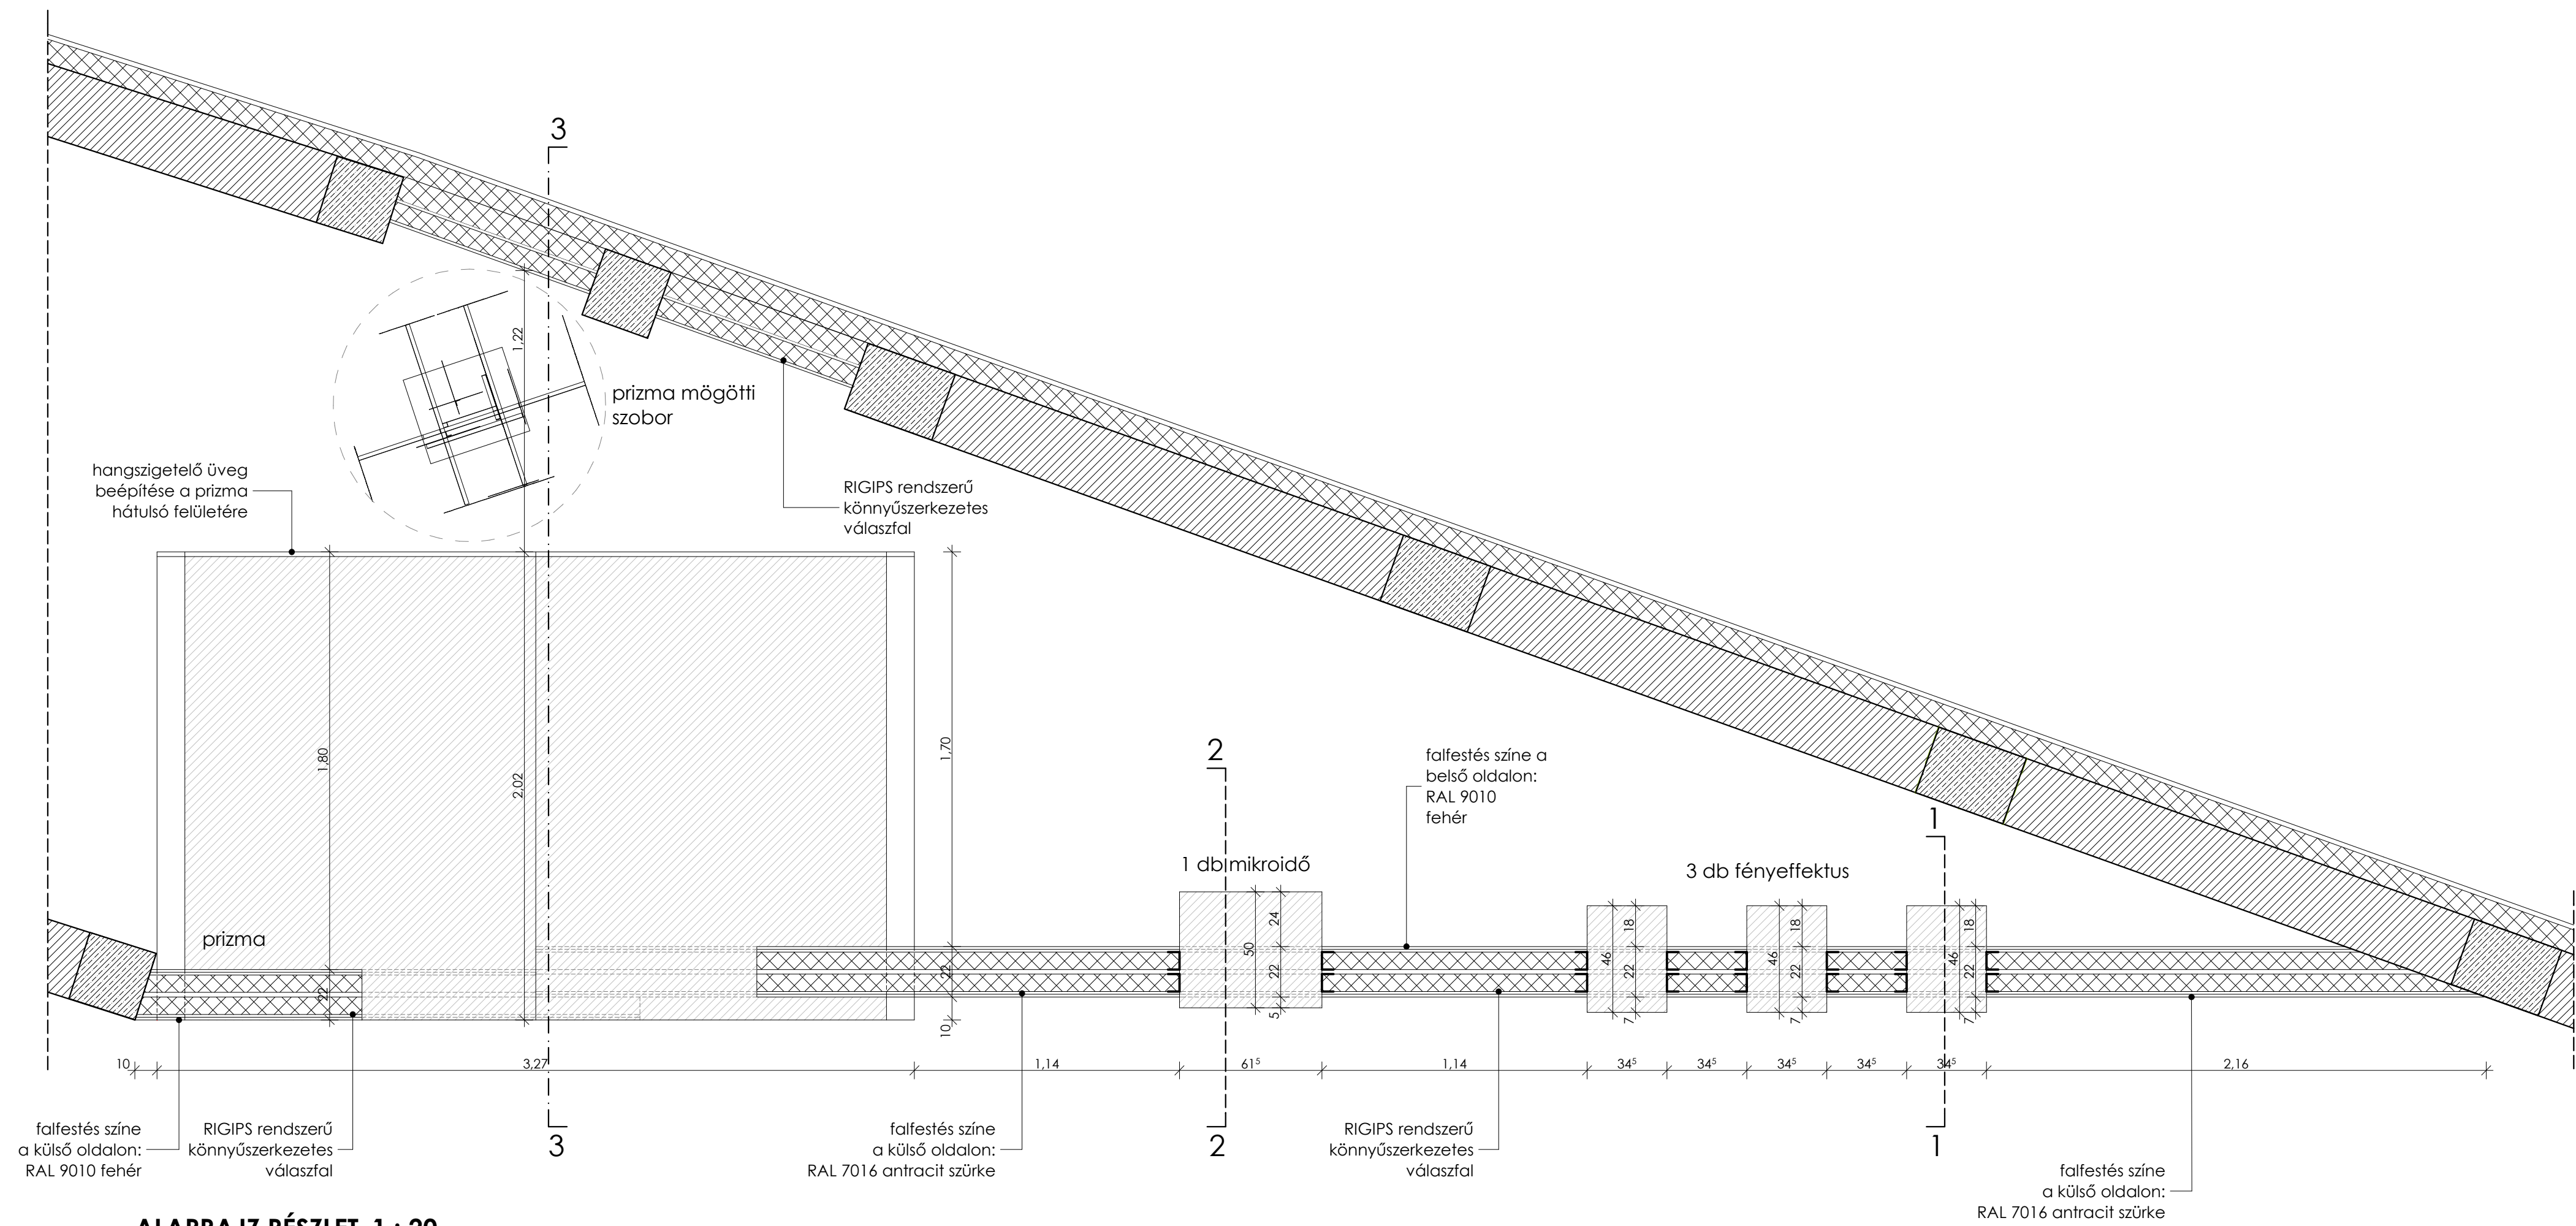 3
1,22
prizma mögötti
szobor
hangszigetelő üveg
beépítése a prizma
hátulsó felületére
RIGIPS rendszerű
könnyűszerkezetes
válaszfal
1,80
2,02
1,70
2
falfestés színe a
belső oldalon:
RAL 9010
fehér
1
1 db mikroidő
3 db fényeffektus
prizma
22
22
10
50
24
22
5
46
18
22
7
46
18
22
7
46
18
22
7
10
3,27
1,14
61⁵
1,14
34⁵
34⁵
34⁵
34⁵
34⁵
2,16
3
2
1
falfestés színe
a külső oldalon:
RAL 9010 fehér
RIGIPS rendszerű
könnyűszerkezetes
válaszfal
falfestés színe
a külső oldalon:
RAL 7016 antracit szürke
RIGIPS rendszerű
könnyűszerkezetes
válaszfal
falfestés színe
a külső oldalon:
RAL 7016 antracit szürke
ALAPRAJZ RÉSZLET 1 : 20